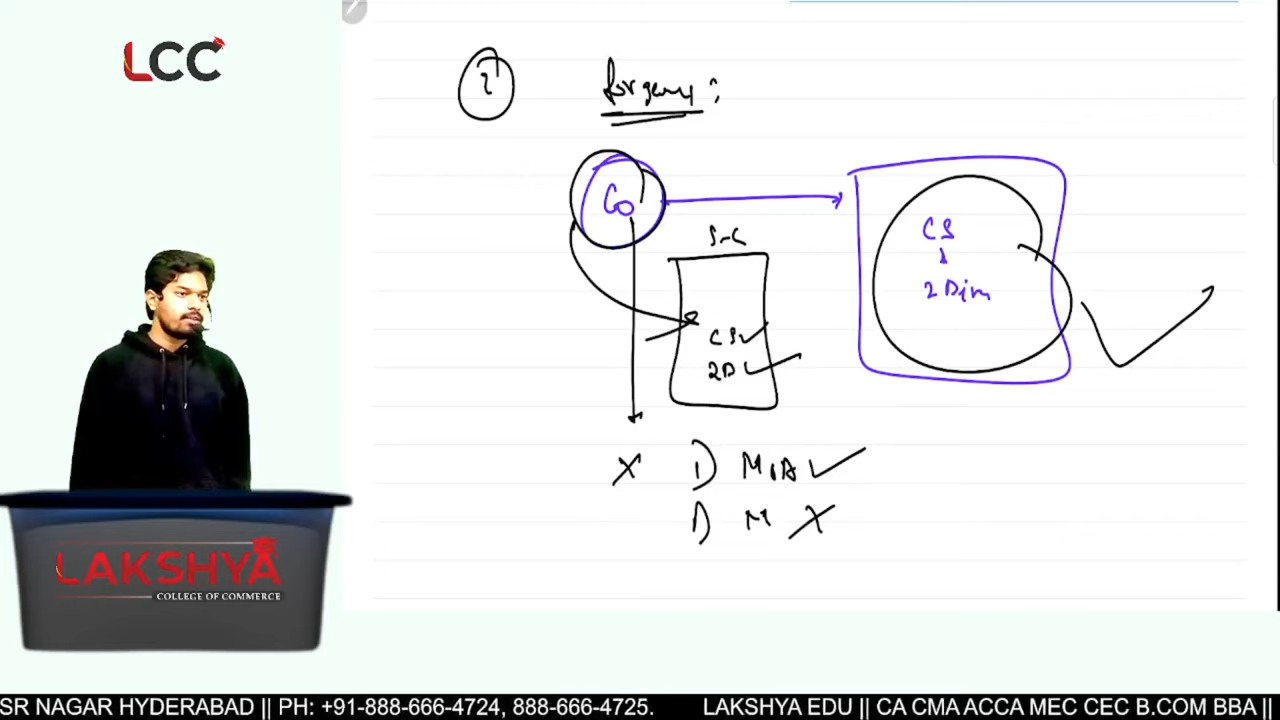 LCC
2
forgery :
Co
S-C
CS
2 Dim
CS
2D
X 1) MOA
1) M X
LAKSHYA
COLLEGE OF COMMERCE
SR NAGAR HYDERABAD || PH: +91-888-666-4724, 888-666-4725. LAKSHYA EDU || CA CMA ACCA MEC CEC B.COM BBA ||